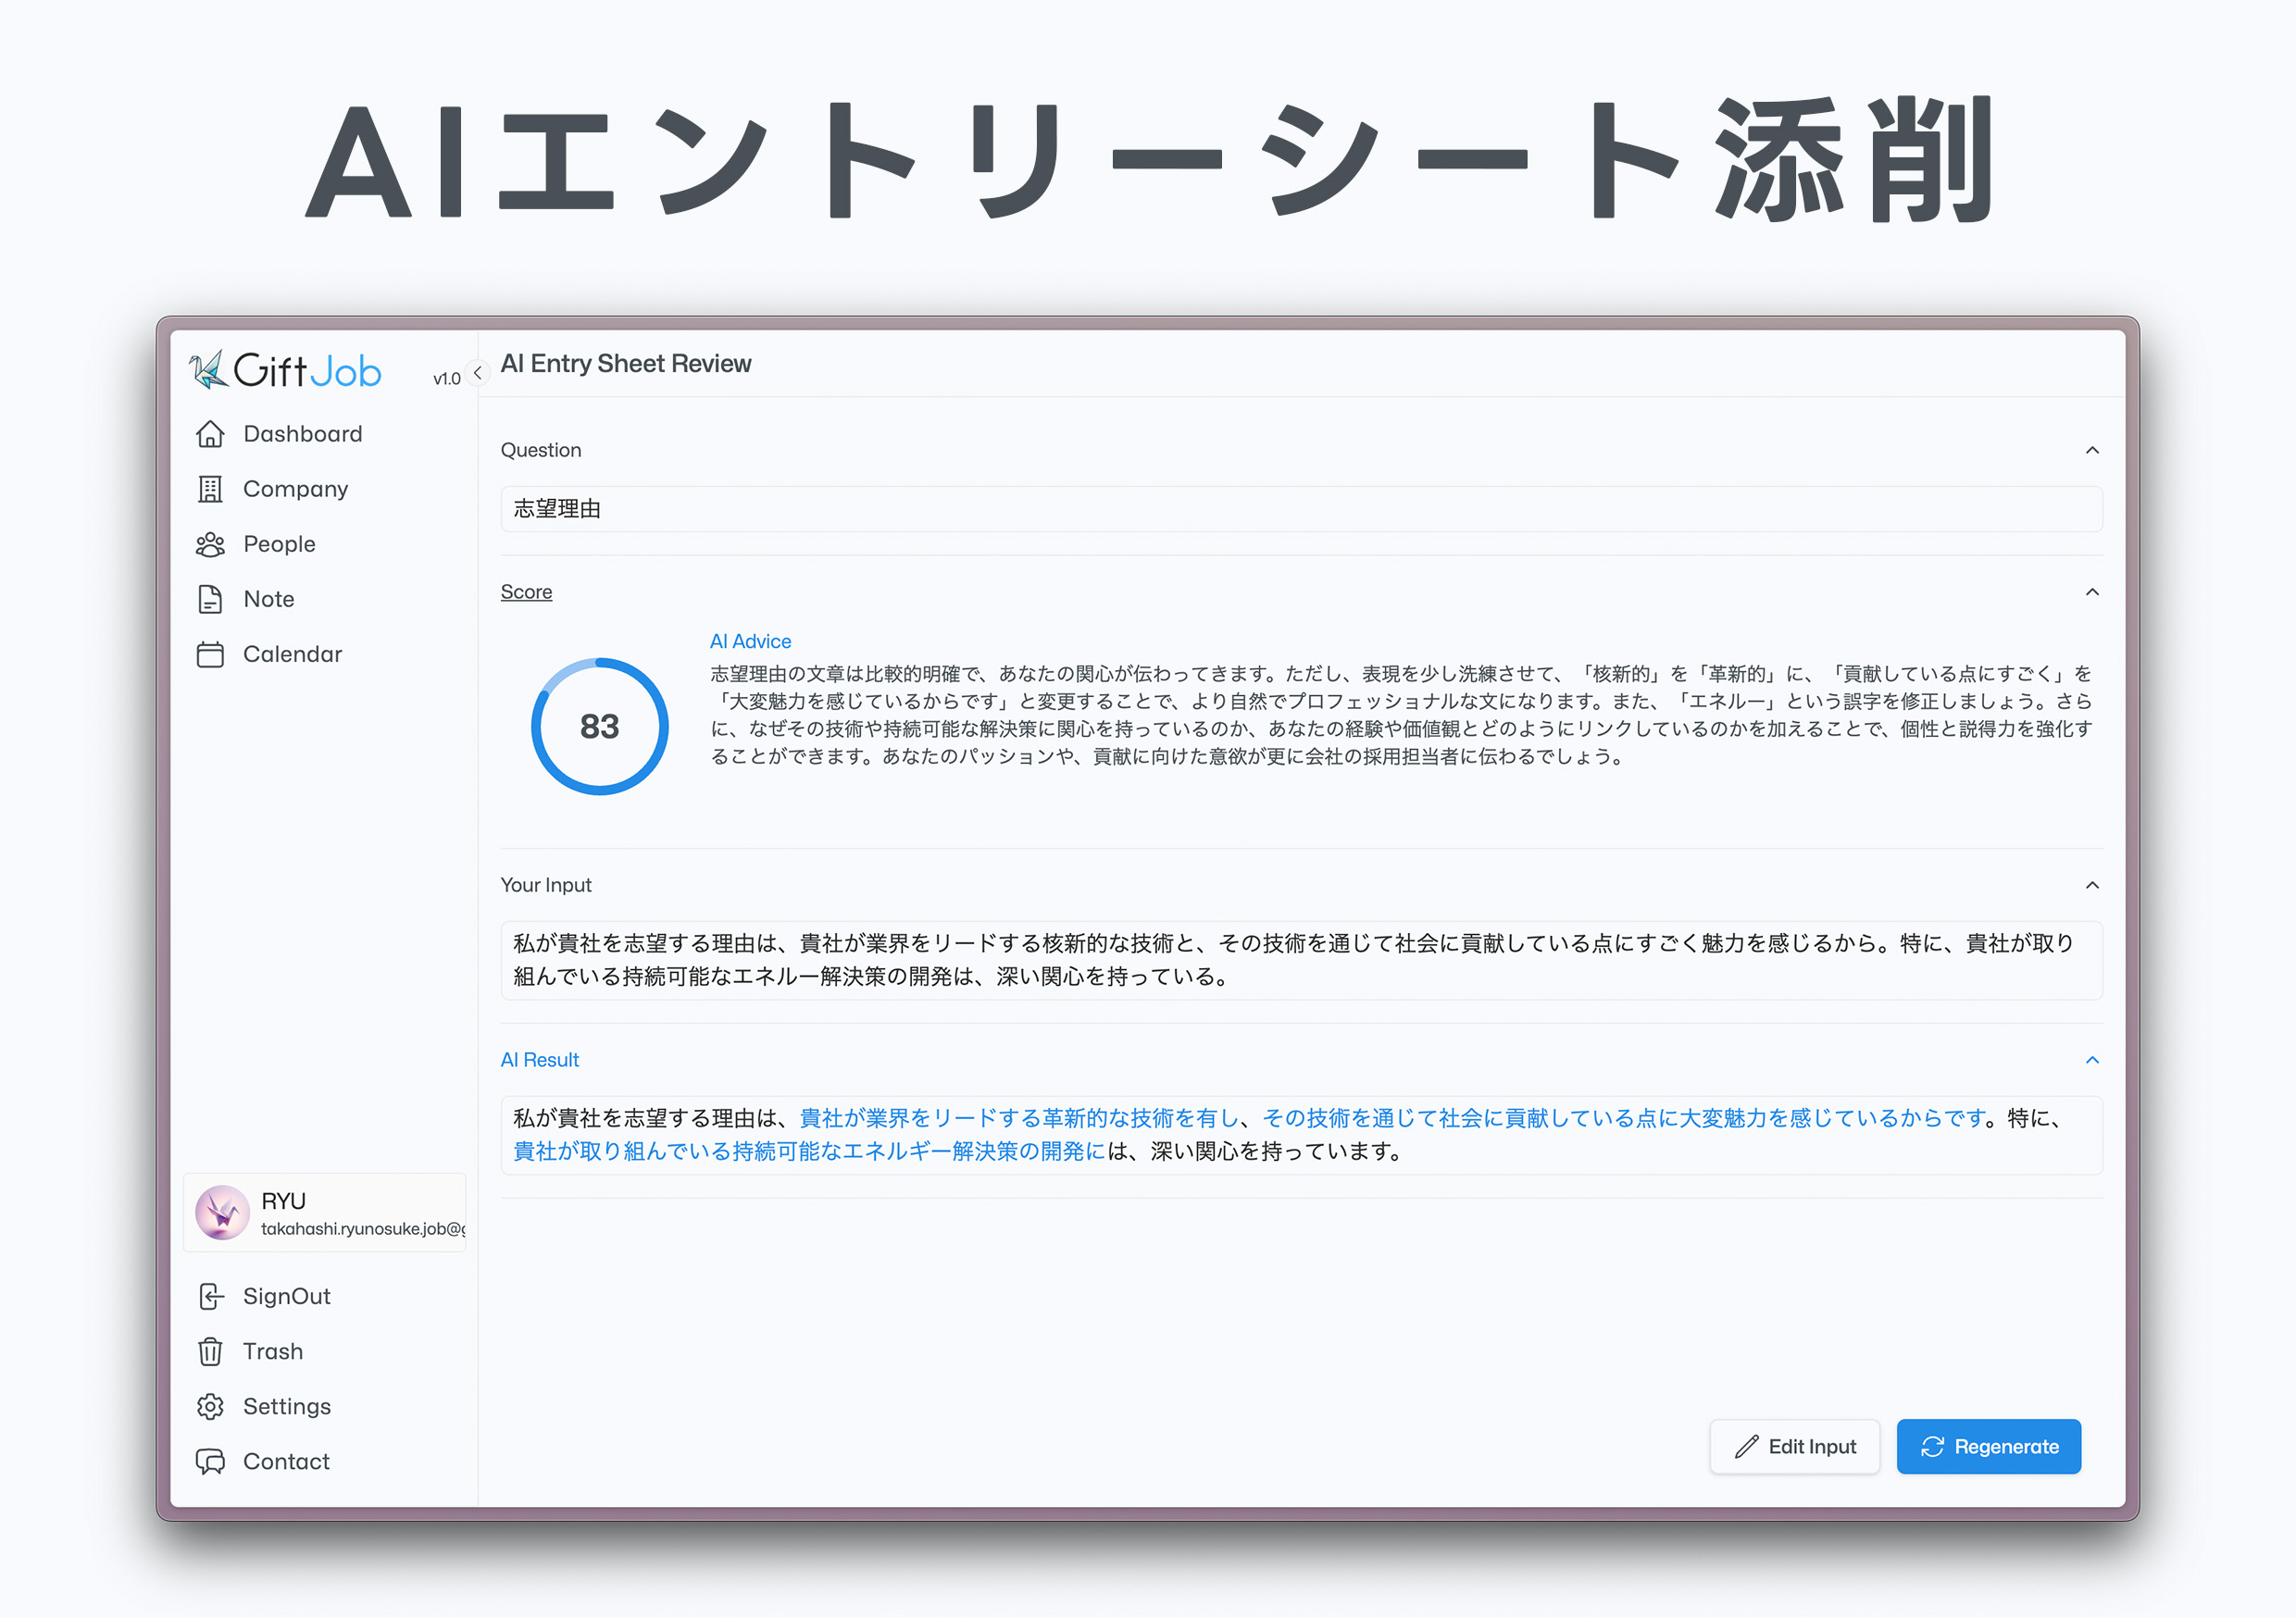 AIエントリーシート添削
GiftJob
v1.0
Dashboard
Company
People
Note
Calendar
RYU
takahashi.ryunosuke.job@g
SignOut
Trash
Settings
Contact
AI Entry Sheet Review
Question
志望理由
Score
83
AI Advice
志望理由の文章は比較的明確で、あなたの関心が伝わってきます。ただし、表現を少し洗練させて、「核新的」を「革新的」に、「貢献している点にすごく」を
「大変魅力を感じているからです」と変更することで、より自然でプロフェッショナルな文になります。また、「エネルー」という誤字を修正しましょう。さら
に、なぜその技術や持続可能な解決策に関心を持っているのか、あなたの経験や価値観とどのようにリンクしているのかを加えることで、個性と説得力を強化す
ることができます。あなたのパッションや、貢献に向けた意欲が更に会社の採用担当者に伝わるでしょう。
Your Input
私が貴社を志望する理由は、貴社が業界をリードする核新的な技術と、その技術を通じて社会に貢献している点にすごく魅力を感じるから。特に、貴社が取り
組んでいる持続可能なエネルー解決策の開発は、深い関心を持っている。
AI Result
私が貴社を志望する理由は、貴社が業界をリードする革新的な技術を有し、その技術を通じて社会に貢献している点に大変魅力を感じているからです。特に、
貴社が取り組んでいる持続可能なエネルギー解決策の開発には、深い関心を持っています。
Edit Input
Regenerate